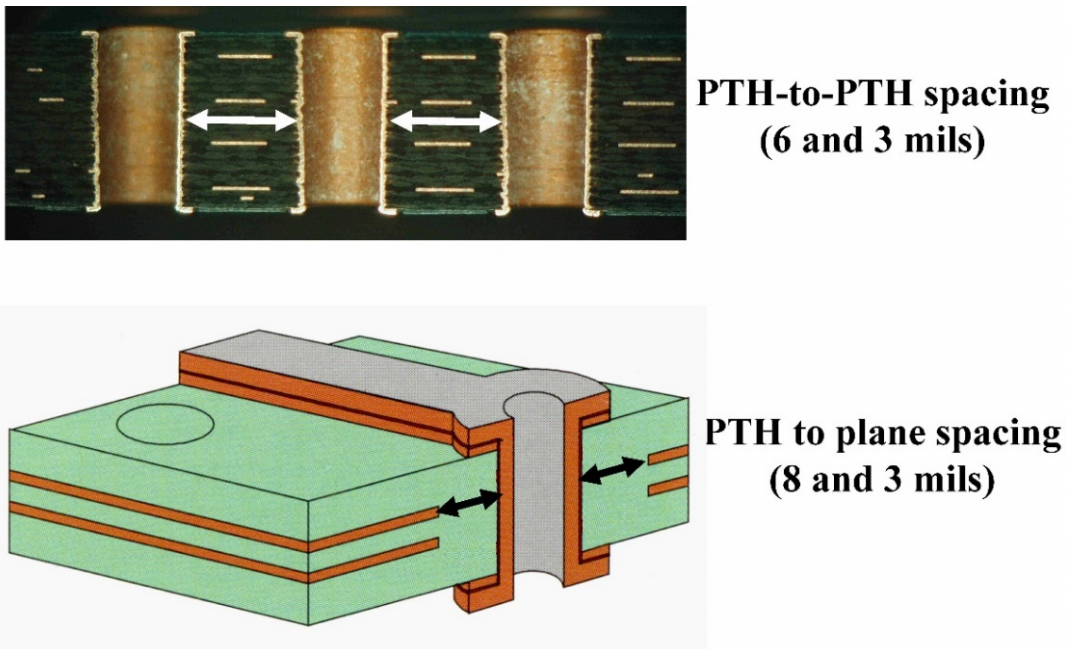 PTH-to-PTH spacing
(6 and 3 mils)
PTH to plane spacing
(8 and 3 mils)